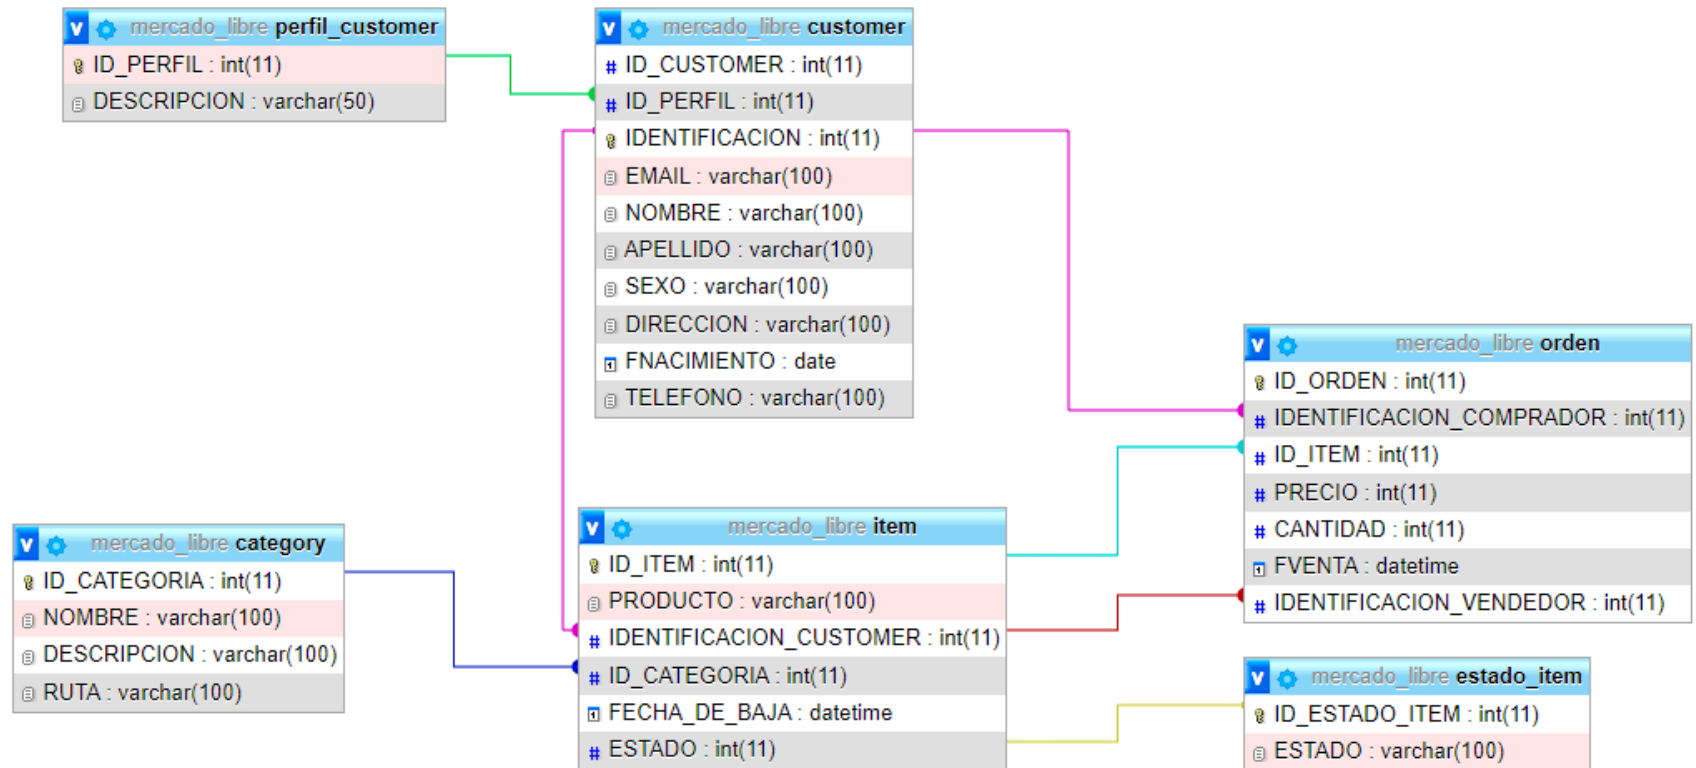 mercado_libre perfil_customer
ID_PERFIL : int(11)
DESCRIPCION : varchar(50)
mercado_libre customer
ID_CUSTOMER : int(11)
ID_PERFIL : int(11)
IDENTIFICACION : int(11)
EMAIL : varchar(100)
NOMBRE : varchar(100)
APELLIDO : varchar(100)
SEXO : varchar(100)
DIRECCION : varchar(100)
FNACIMIENTO : date
TELEFONO : varchar(100)
mercado_libre orden
ID_ORDEN : int(11)
IDENTIFICACION_COMPRADOR : int(11)
ID_ITEM : int(11)
PRECIO : int(11)
CANTIDAD : int(11)
FVENTA : datetime
IDENTIFICACION_VENDEDOR : int(11)
mercado_libre category
ID_CATEGORIA : int(11)
NOMBRE : varchar(100)
DESCRIPCION : varchar(100)
RUTA : varchar(100)
mercado_libre item
ID_ITEM : int(11)
PRODUCTO : varchar(100)
IDENTIFICACION_CUSTOMER : int(11)
ID_CATEGORIA : int(11)
FECHA_DE_BAJA : datetime
ESTADO : int(11)
mercado_libre estado_item
ID_ESTADO_ITEM : int(11)
ESTADO : varchar(100)